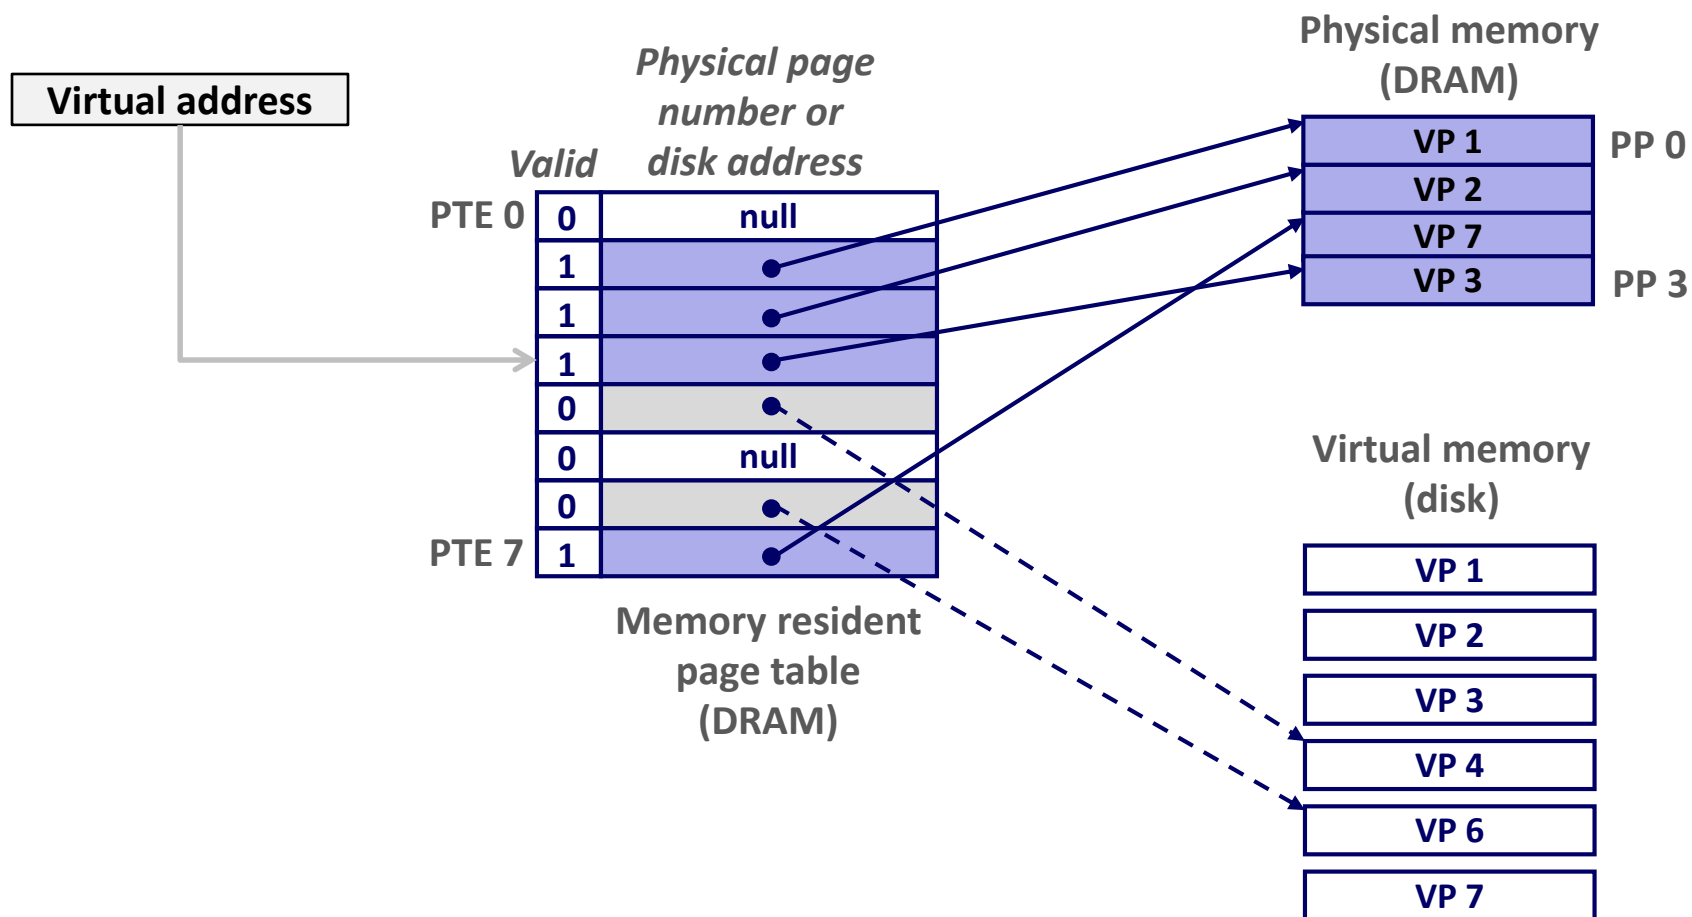 Virtual address
Physical page
number or
disk address
Valid
PTE 0
0
null
1
1
1
0
0
null
0
PTE 7
1
Memory resident
page table
(DRAM)
Physical memory
(DRAM)
VP 1
PP 0
VP 2
VP 7
VP 3
PP 3
Virtual memory
(disk)
VP 1
VP 2
VP 3
VP 4
VP 6
VP 7